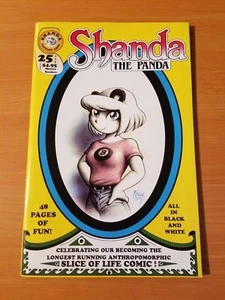 SHANDA
25
$4.95
Shanda
THE PANDA
48
PAGES
OF
FUN!
ALL
IN
BLACK
AND
WHITE
CELEBRATING OUR BECOMING THE
LONGEST RUNNING ANTHROPOMORPHIC
SLICE OF LIFE COMIC!